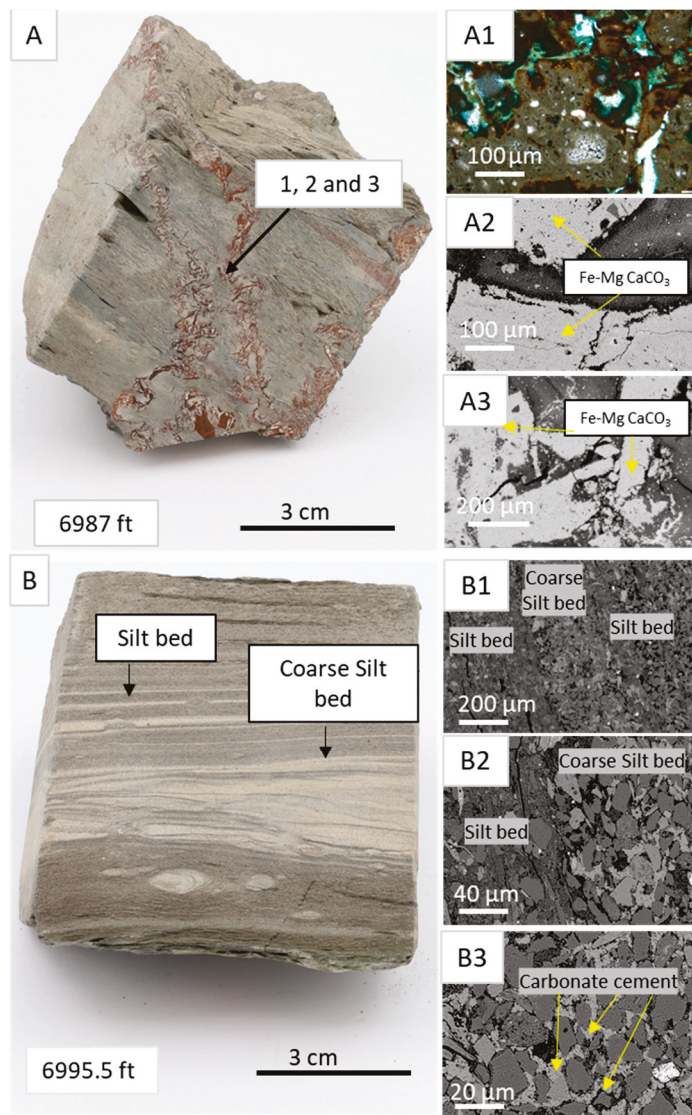 A
1, 2 and 3
6987 ft
3 cm
A1
100 µm
A2
Fe-Mg CaCO₃
100 µm
A3
Fe-Mg CaCO₃
200 µm
B
Silt bed
Coarse Silt
bed
6995.5 ft
3 cm
B1
Coarse
Silt bed
Silt bed
Silt bed
200 µm
B2
Coarse Silt bed
Silt bed
40 µm
B3
Carbonate cement
20 µm